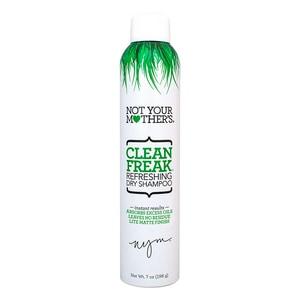 NOT YOUR
MOTHER'S.
CLEAN
FREAK
REFRESHING
DRY SHAMPOO
instant results
ABSORBS EXCESS OILS
LEAVES NO RESIDUE
LITE MATTE FINISH
nym.
Net Wt. 7 oz (198 g)